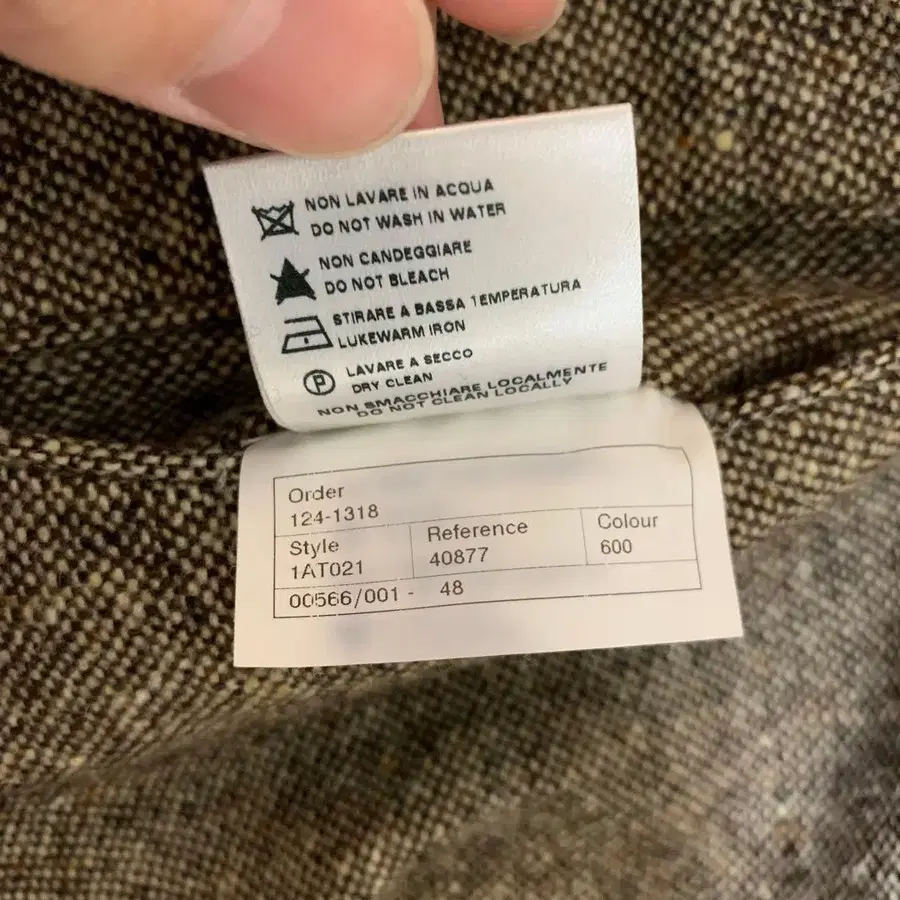 NON LAVARE IN ACQUA
DO NOT WASH IN WATER
NON CANDEGGIARE
DO NOT BLEACH
STIRARE A BASSA TEMPERATURA
LUKEWARM IRON
P
LAVARE A SECCO
DRY CLEAN
NON SMACCHIARE LOCALMENTE
DO NOT CLEAN LOCALLY
Order
124-1318
Style Reference Colour
1AT021 40877 600
00566/001 - 48